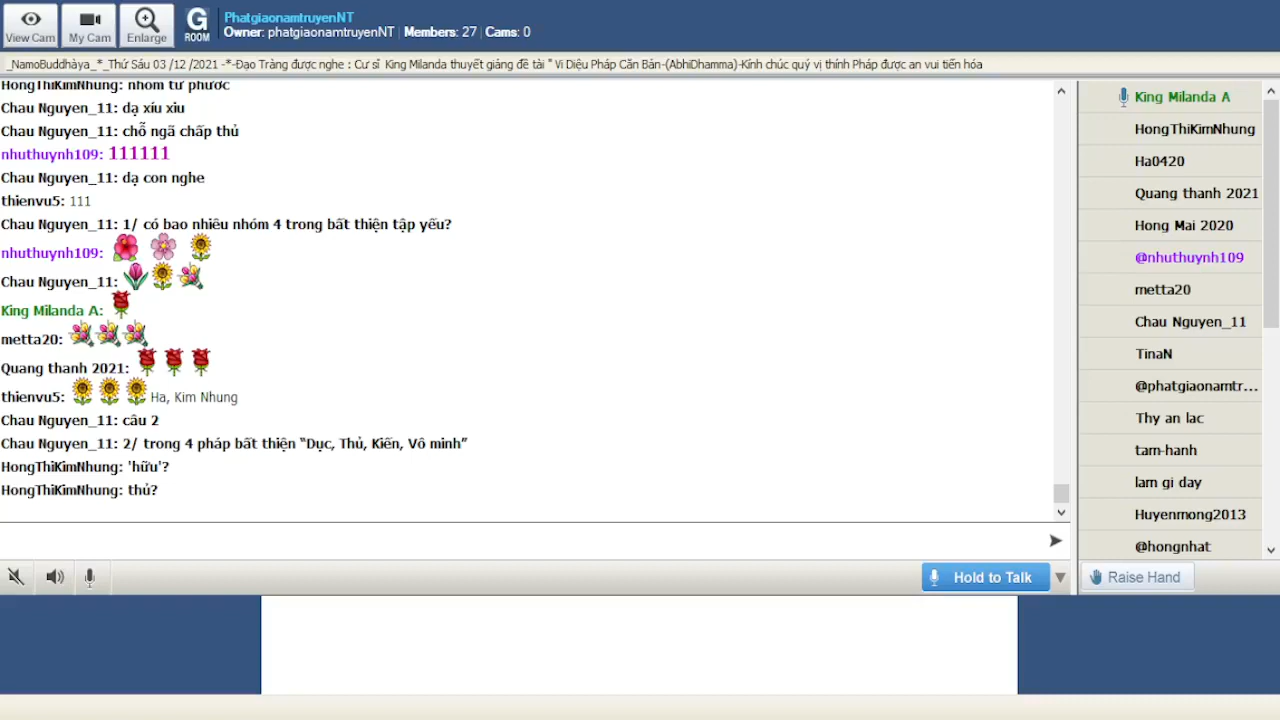 View Cam
My Cam
Enlarge
G
ROOM
PhatgiaonamtruyenNT
Owner: phatgiaonamtruyenNT | Members: 27 | Cams: 0
_NamoBuddhàya_*_Thứ Sáu 03 /12 /2021 -*-Đạo Tràng được nghe : Cư sĩ King Milanda thuyết giảng đề tài " Vi Diệu Pháp Căn Bản-(AbhiDhamma)-Kính chúc quý vị thính Pháp được an vui tiến hóa
HongThiKimNhung: nhóm tứ phước
Chau Nguyen_11: dạ xíu xiu
Chau Nguyen_11: chỗ ngã chấp thủ
nhuthuynh109: 111111
Chau Nguyen_11: dạ con nghe
thienvu5: 111
Chau Nguyen_11: 1/ có bao nhiêu nhóm 4 trong bất thiện tập yếu?
nhuthuynh109:
Chau Nguyen_11:
King Milanda A:
metta20:
Quang thanh 2021:
thienvu5: Ha, Kim Nhung
Chau Nguyen_11: câu 2
Chau Nguyen_11: 2/ trong 4 pháp bất thiện “Dục, Thủ, Kiến, Vô minh”
HongThiKimNhung: 'hữu'?
HongThiKimNhung: thủ?
King Milanda A
HongThiKimNhung
Ha0420
Quang thanh 2021
Hong Mai 2020
@nhuthuynh109
metta20
Chau Nguyen_11
TinaN
@phatgiaonamtr...
Thy an lac
tam-hanh
lam gi day
Huyenmong2013
@hongnhat
Hold to Talk
Raise Hand